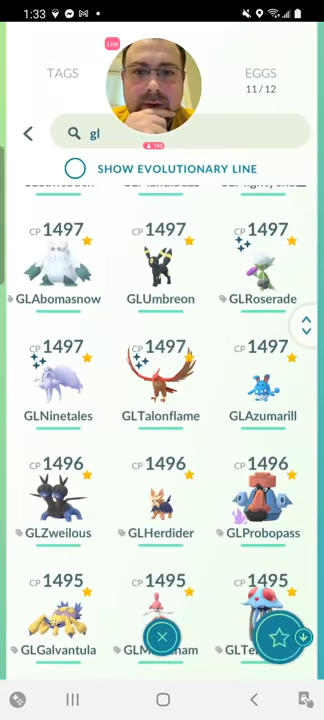 1:33
Live
TAGS
EGGS
11 / 12
160
gl
SHOW EVOLUTIONARY LINE
CP 1497
CP 1497
CP 1497
GLAbomasnow
GLUmbreon
GLRoserade
CP 1497
CP 1497
CP 1497
GLNinetales
GLTalonflame
GLAzumarill
CP 1496
CP 1496
CP 1496
GLZweilous
GLHerdider
GLProbopass
CP 1495
CP 1495
CP 1495
GLGalvantula